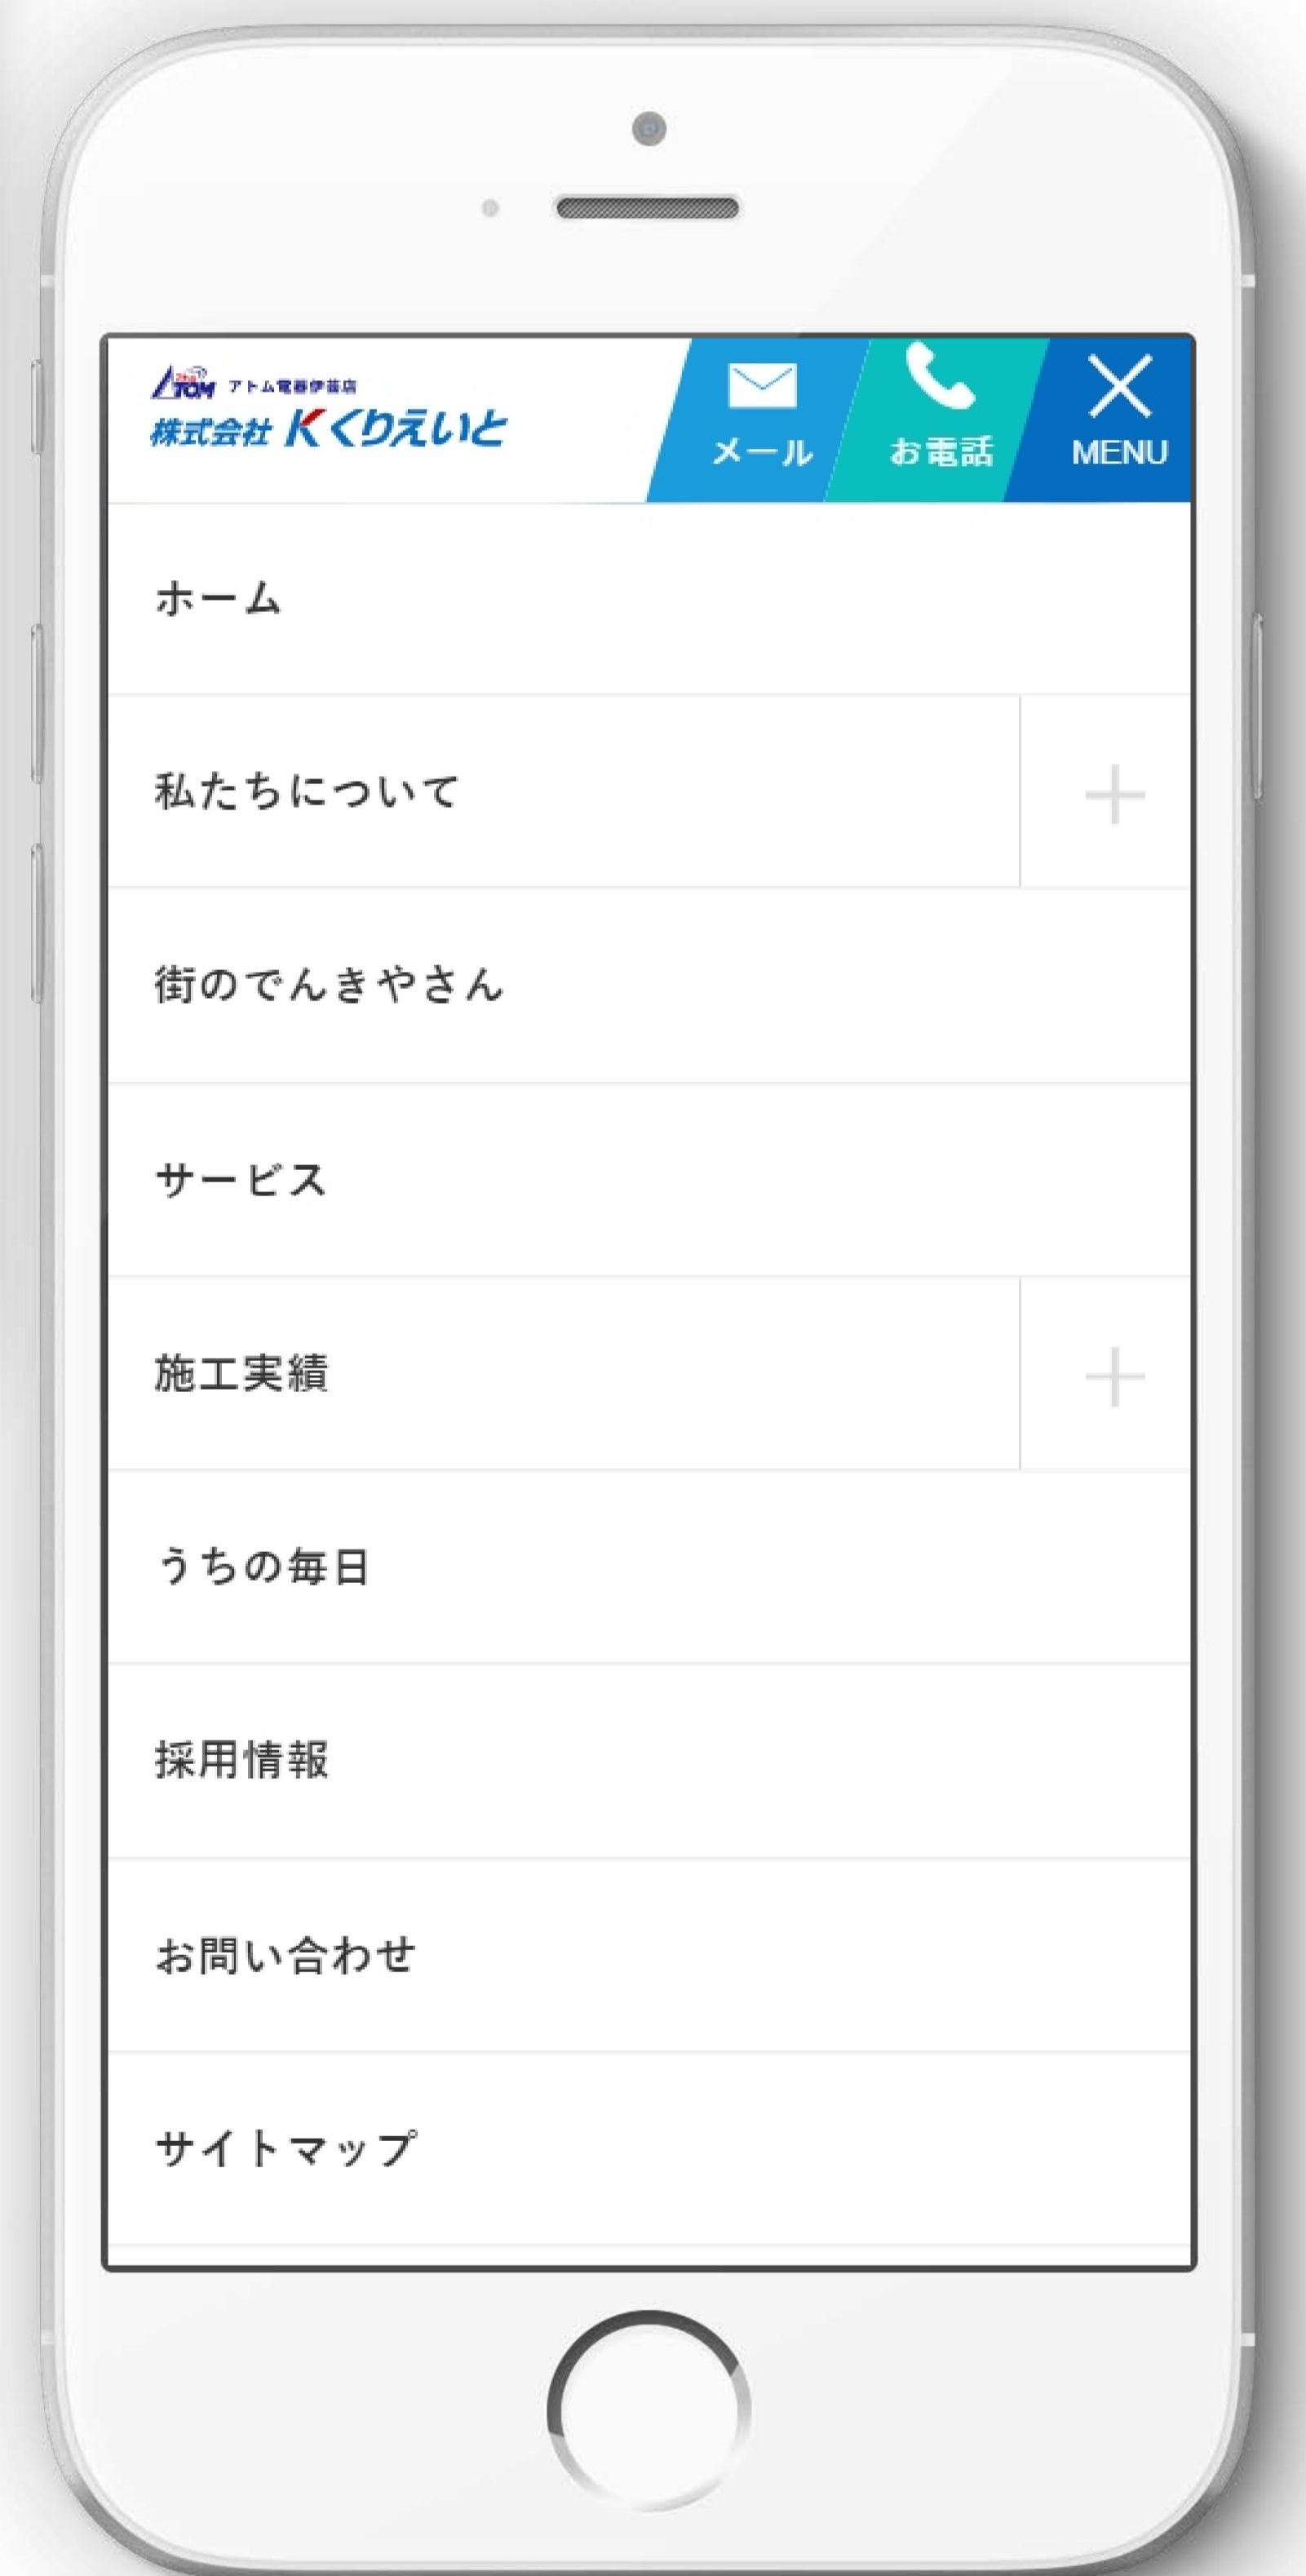 ATOM アトム電器伊芸店
株式会社 Kくりえいと
メール
お電話
MENU
ホーム
私たちについて
街のでんきやさん
サービス
施工実績
うちの毎日
採用情報
お問い合わせ
サイトマップ